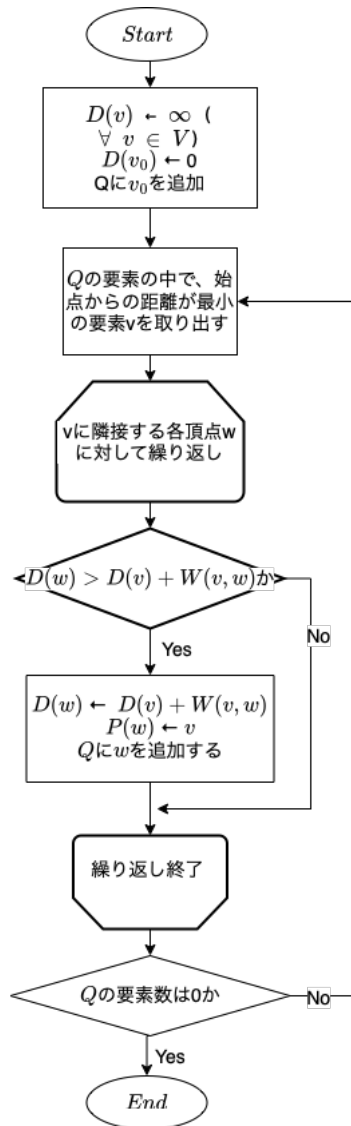 Start
D(v) ← ∞ (
∀ v ∈ V)
D(v₀) ←0
Qにv₀を追加
Qの要素の中で、始
点からの距離が最小
の要素vを取り出す
vに隣接する各頂点w
に対して繰り返し
D(w) > D(v) + W(v, w)か
No
Yes
D(w) ← D(v) + W(v, w)
P(w) ← v
Qにwを追加する
繰り返し終了
Qの要素数は0か
No
Yes
End